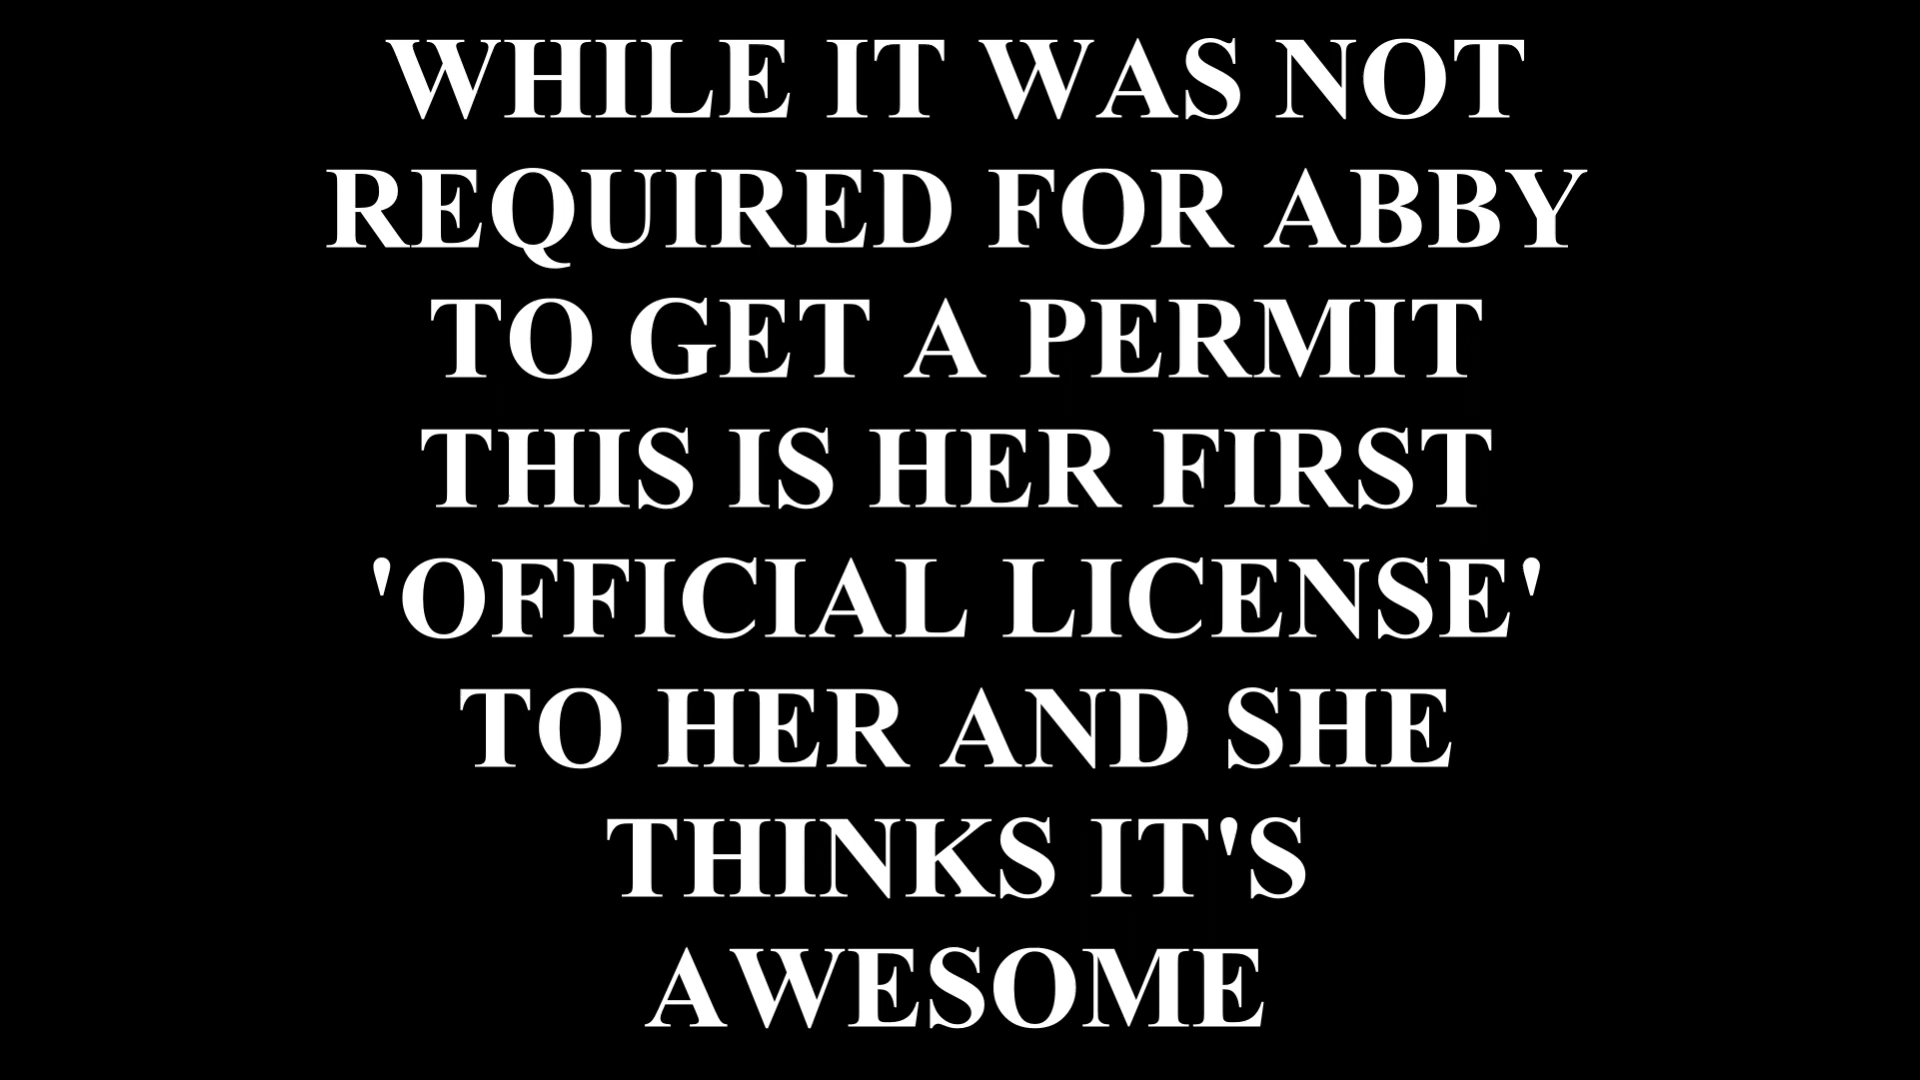 WHILE IT WAS NOT
REQUIRED FOR ABBY
TO GET A PERMIT
THIS IS HER FIRST
'OFFICIAL LICENSE'
TO HER AND SHE
THINKS IT'S
AWESOME